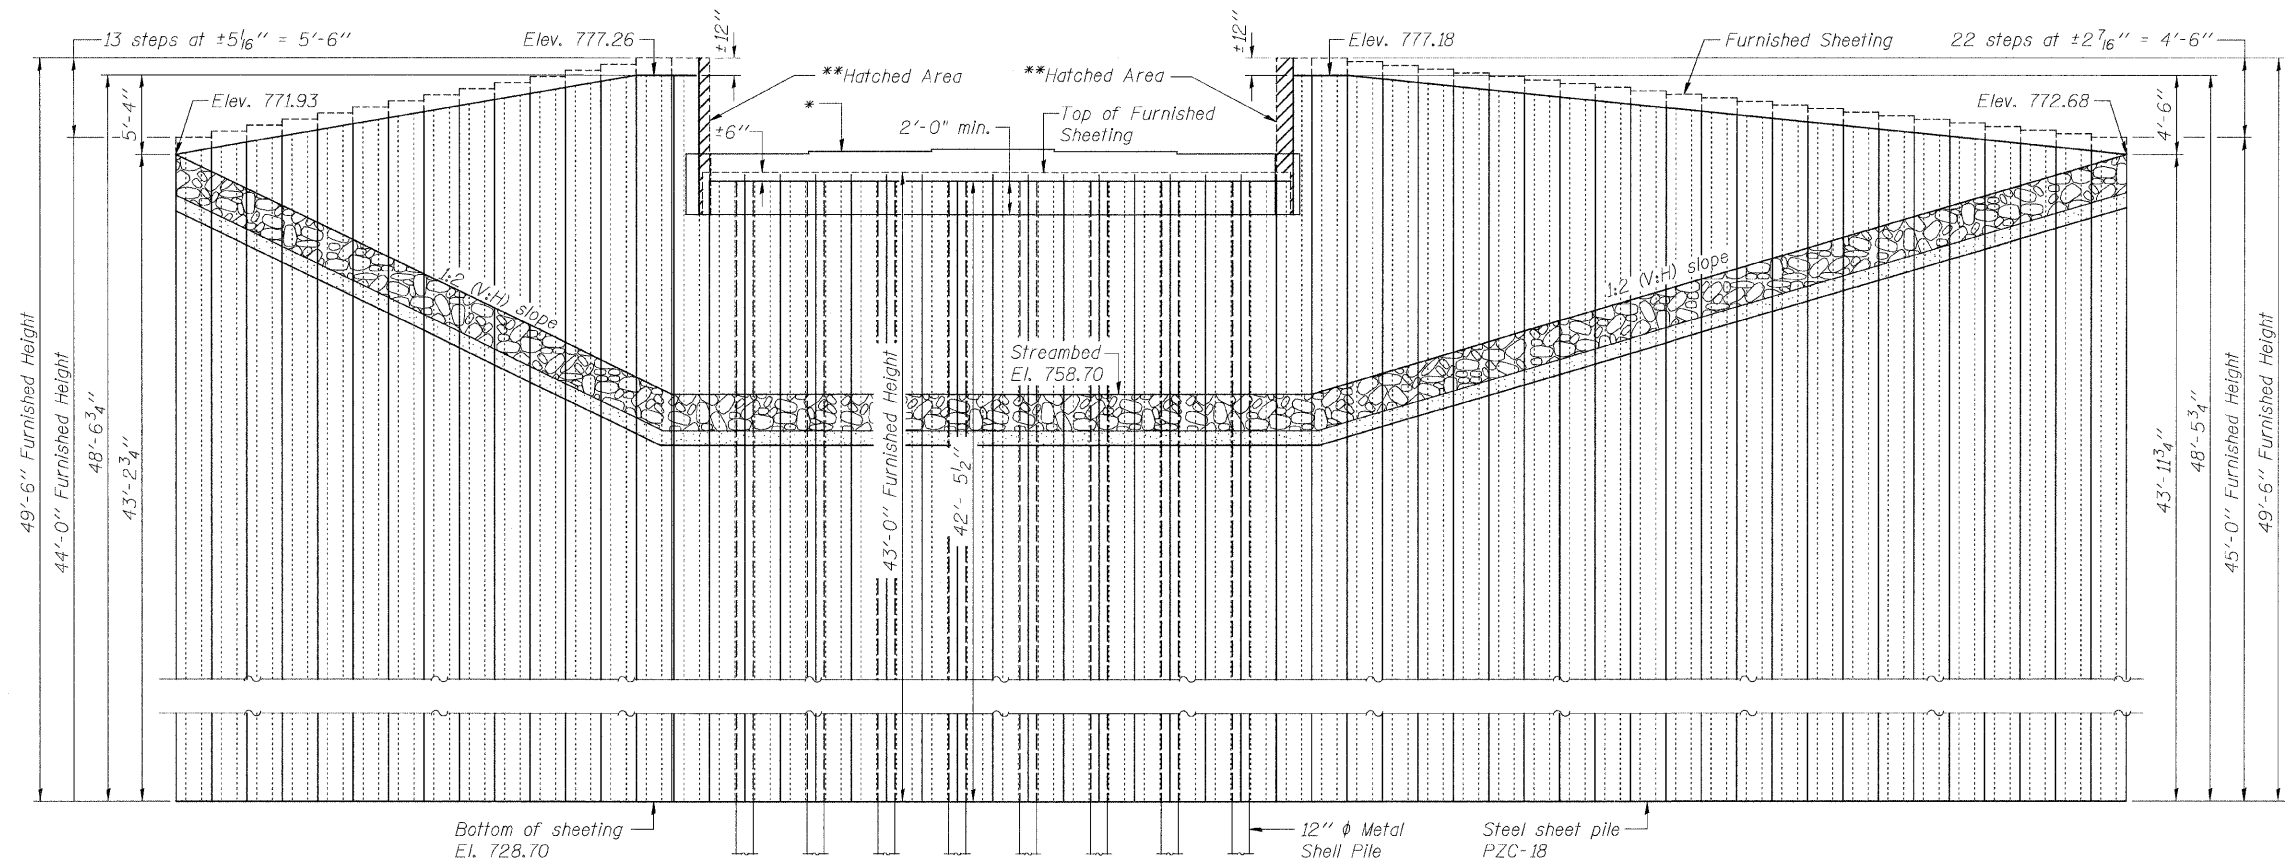 13 steps at ±5 1/16" = 5'-6"
Elev. 777.26
±12"
±12"
Elev. 777.18
Furnished Sheeting
22 steps at ±2 7/16" = 4'-6"
**Hatched Area
**Hatched Area
Elev. 771.93
*
Top of Furnished
Sheeting
Elev. 772.68
5'-4"
±6"
2'-0" min.
4'-6"
1:2 (V:H) slope
1:2 (V:H) slope
Streambed
El. 758.70
49'-6" Furnished Height
44'-0" Furnished Height
48'-6 3/4"
43'-2 3/4"
43'-0" Furnished Height
42'- 5 1/2"
43'-11 3/4"
48'-5 3/4"
45'-0" Furnished Height
49'-6" Furnished Height
Bottom of sheeting
El. 728.70
12" ϕ Metal
Shell Pile
Steel sheet pile
PZC-18